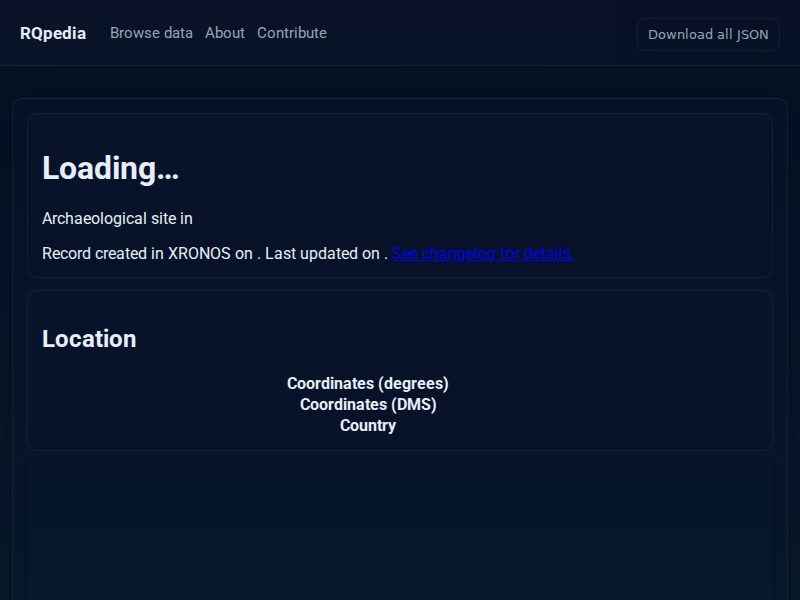 RQpedia
Browse data
About
Contribute
Download all JSON
Loading…
Archaeological site in
Record created in XRONOS on . Last updated on . See changelog for details.
Location
Coordinates (degrees)
Coordinates (DMS)
Country